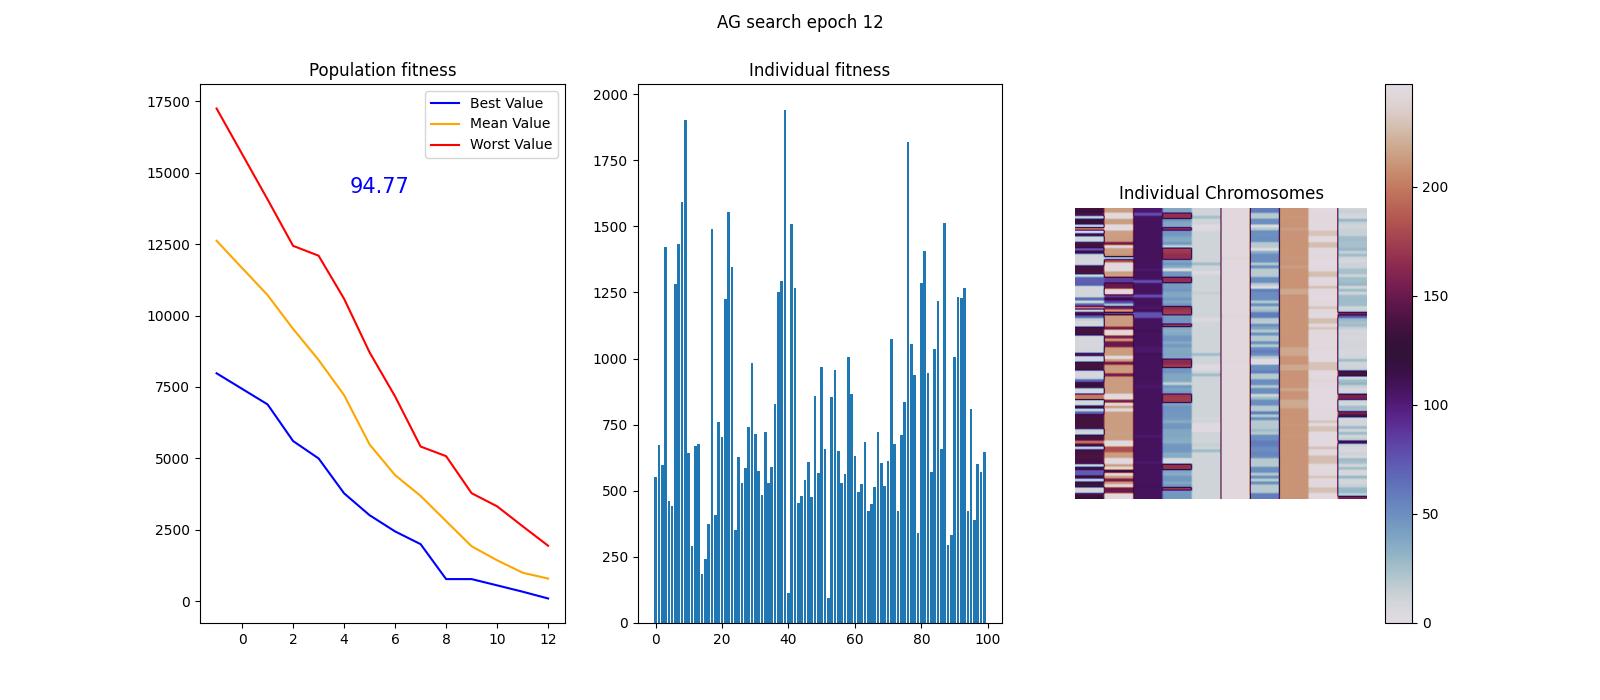 AG search epoch 12
Population fitness
17500
15000
12500
10000
7500
5000
2500
0
0 2 4 6 8 10 12
Best Value
Mean Value
Worst Value
94.77
Individual fitness
2000
1750
1500
1250
1000
750
500
250
0
0 20 40 60 80 100
Individual Chromosomes
200
150
100
50
0